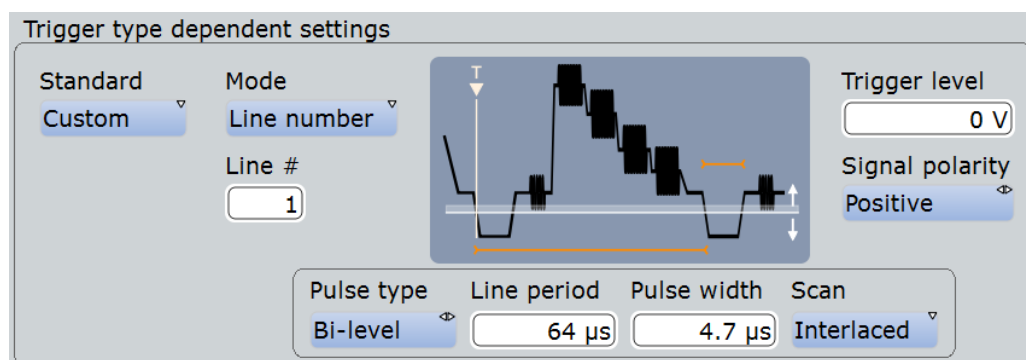 Trigger type dependent settings
Standard Mode Trigger level
Custom Line number 0 V
Line # Signal polarity
1 Positive
T
Pulse type Line period Pulse width Scan
Bi-level 64 µs 4.7 µs Interlaced